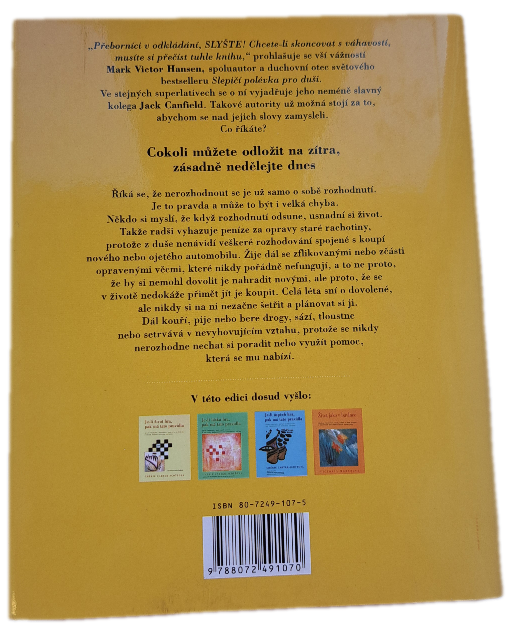 „Přeborníci v odkládání, SLYŠTE! Chcete-li skoncovat s váhavostí,
musíte si přečíst tuhle knihu,“ prohlašuje se vší vážností
Mark Victor Hansen, spoluautor a duchovní otec světového
bestselleru Slepičí polévka pro duši.
Ve stejných superlativech se o ní vyjadřuje jeho neméně slavný
kolega Jack Canfield. Takové autority už možná stojí za to,
abychom se nad jejich slovy zamysleli.
Co říkáte?
Cokoli můžete odložit na zítra,
zásadně nedělejte dnes
Říká se, že nerozhodnout se je už samo o sobě rozhodnutí.
Je to pravda a může to být i velká chyba.
Někdo si myslí, že když rozhodnutí odsune, usnadní si život.
Takže radši vyhazuje peníze za opravy staré rachotiny,
protože z duše nenávidí veškeré rozhodování spojené s koupí
nového nebo ojetého automobilu. Žije dál se zflikovanými nebo zčásti
opravenými věcmi, které nikdy pořádně nefungují, a to ne proto,
že by si nemohl dovolit je nahradit novými, ale proto, že se
v životě nedokáže přimět jít je koupit. Celá léta sní o dovolené,
ale nikdy si na ni nezačne šetřit a plánovat si ji.
Dál kouří, pije nebo bere drogy, sází, tloustne
nebo setrvává v nevyhovujícím vztahu, protože se nikdy
nerozhodne nechat si poradit nebo využít pomoc,
která se mu nabízí.
V této edici dosud vyšlo:
ISBN 80-7249-107-5
9 788072 491070